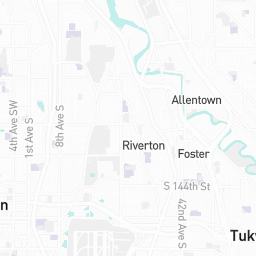 Allentown
4th Ave SW
1st Ave S
8th Ave S
Riverton
Foster
S 144th St
42nd Ave S
n
Tukw